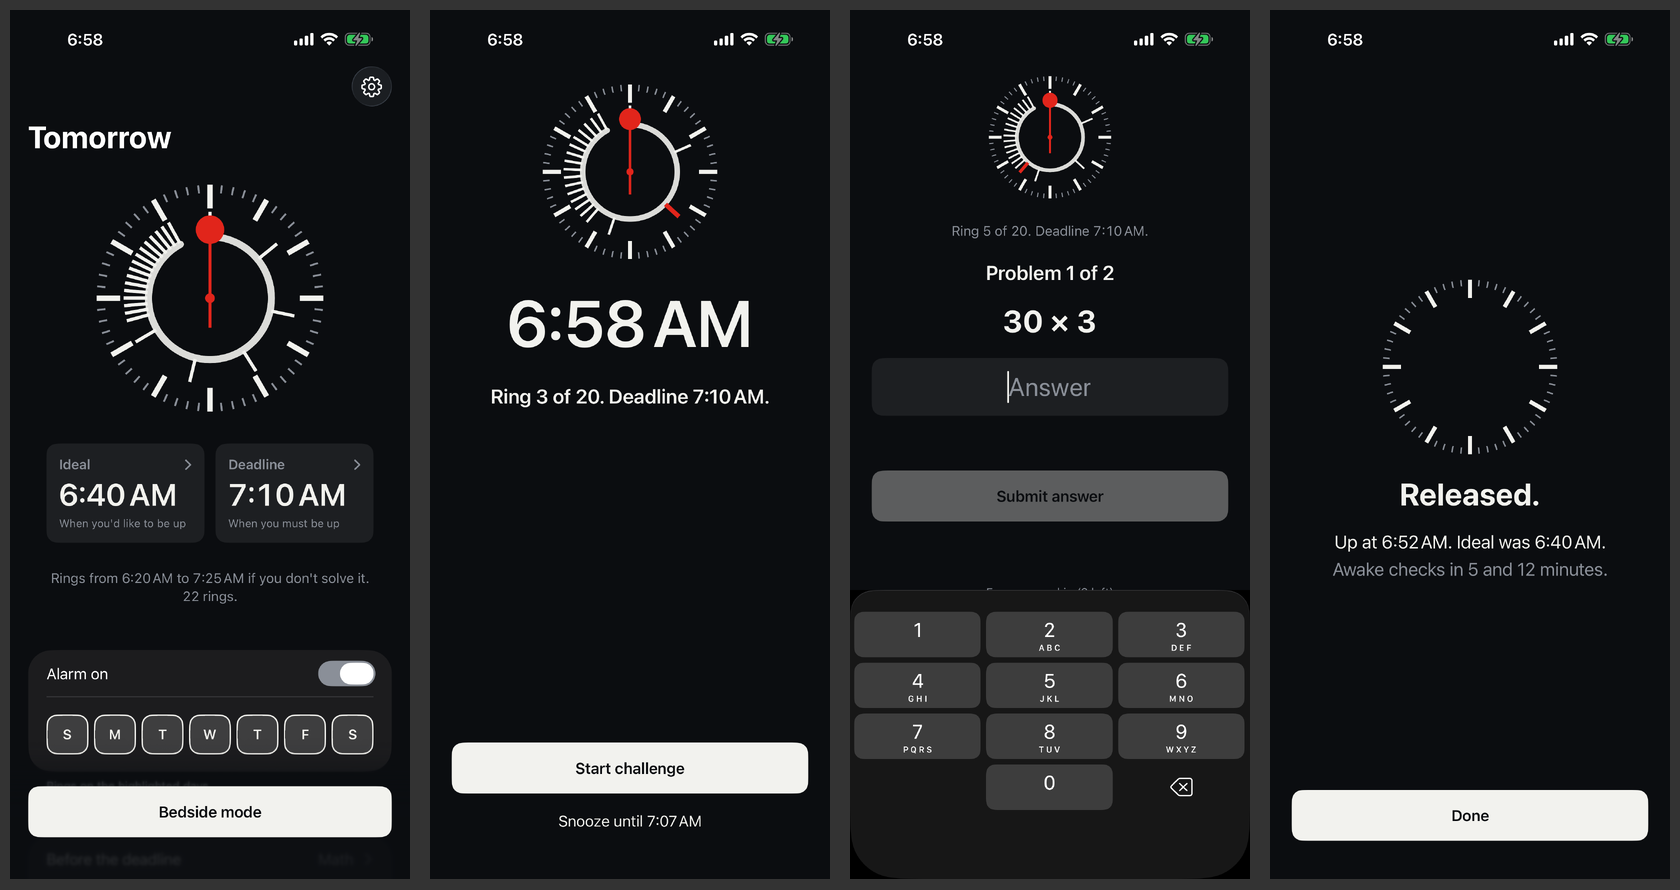 6:58
Tomorrow
Ideal
6:40 AM
When you'd like to be up
Deadline
7:10 AM
When you must be up
Rings from 6:20 AM to 7:25 AM if you don't solve it.
22 rings.
Alarm on
S M T W T F S
Bedside mode
Before the deadline
Math
6:58
6:58 AM
Ring 3 of 20. Deadline 7:10 AM.
Start challenge
Snooze until 7:07 AM
6:58
Ring 5 of 20. Deadline 7:10 AM.
Problem 1 of 2
30 × 3
Answer
Submit answer
1
2 ABC
3 DEF
4 GHI
5 JKL
6 MNO
7 PQRS
8 TUV
9 WXYZ
0
6:58
Released.
Up at 6:52 AM. Ideal was 6:40 AM.
Awake checks in 5 and 12 minutes.
Done